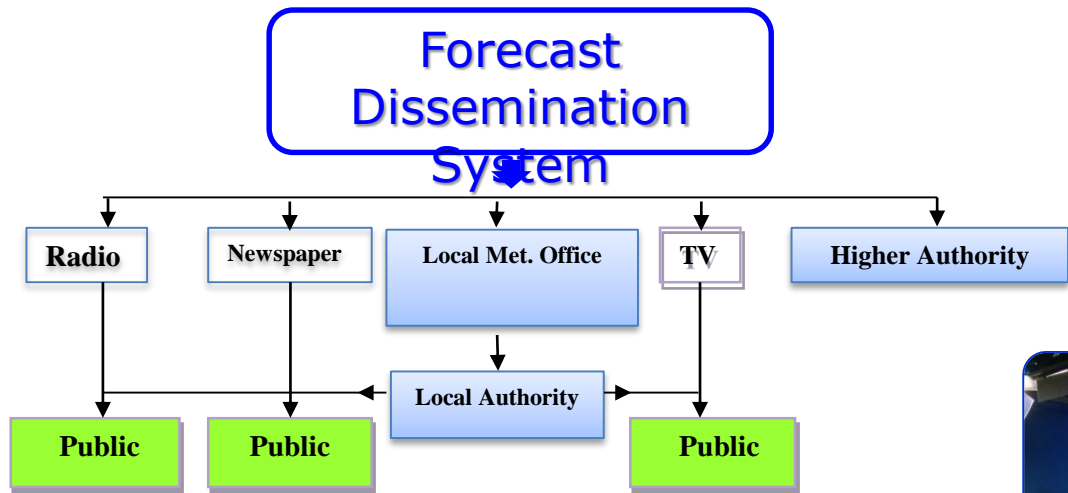 Forecast
Dissemination
System
Radio
Newspaper
Local Met. Office
TV
Higher Authority
Local Authority
Public
Public
Public